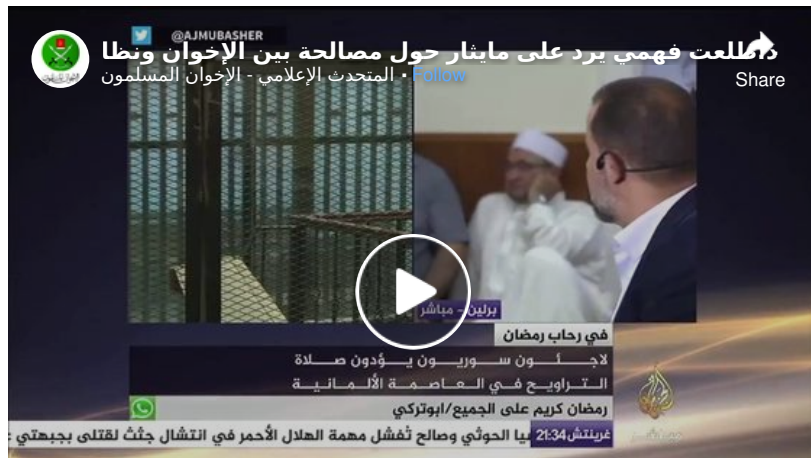 @AJMUBASHER
د.طلعت فهمي يرد على مايثار حول مصالحة بين الإخوان ونظا
المتحدث الإعلامي - الإخوان المسلمون • Follow
Share
برلين - مباشر
في رحاب رمضان
لاجئون سوريون يؤدون صلاة
التراويح في العاصمة الألمانية
رمضان كريم على الجميع/ابوتركي
غرينتش 21:34
يا الحوثي وصالح تُفشل مهمة الهلال الأحمر في انتشال جثث لقتلى بجبهتي